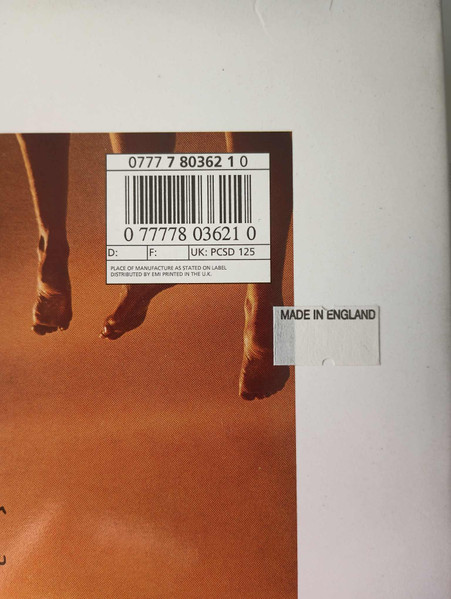 0777 7 80362 1 0
0 77778 03621 0
D: F: UK: PCSD 125
PLACE OF MANUFACTURE AS STATED ON LABEL
DISTRIBUTED BY EMI PRINTED IN THE U.K.
MADE IN ENGLAND